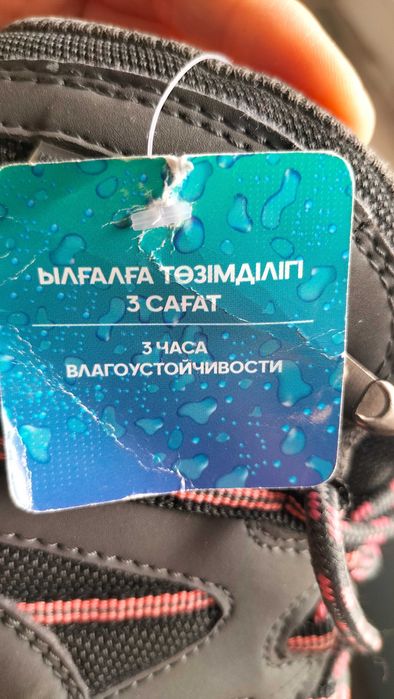 ЫЛҒАЛҒА ТӨЗІМДІЛІГІ
3 САҒАТ
3 ЧАСА
ВЛАГОУСТОЙЧИВОСТИ